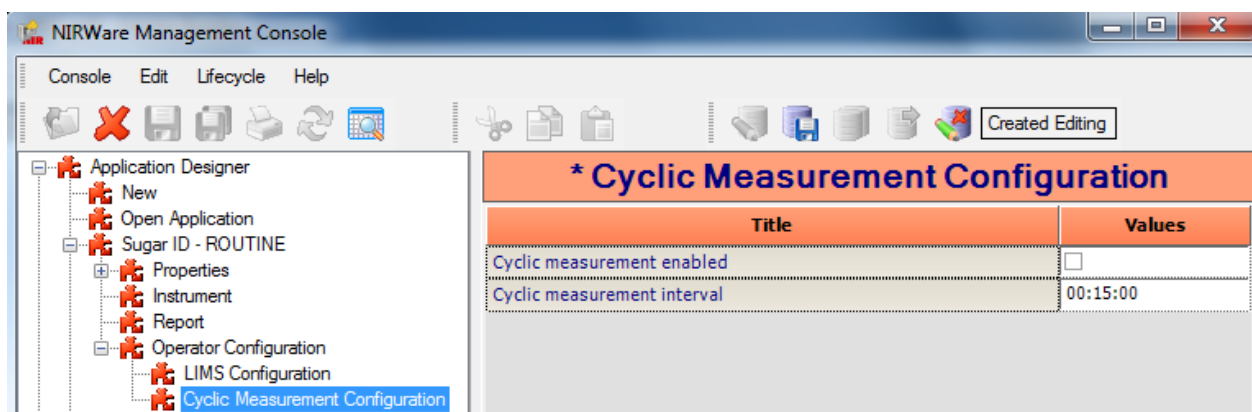 NIRWare Management Console
Console Edit Lifecycle Help
Created Editing
Application Designer
New
Open Application
Sugar ID - ROUTINE
Properties
Instrument
Report
Operator Configuration
LIMS Configuration
Cyclic Measurement Configuration
* Cyclic Measurement Configuration
Title Values
Cyclic measurement enabled
Cyclic measurement interval 00:15:00